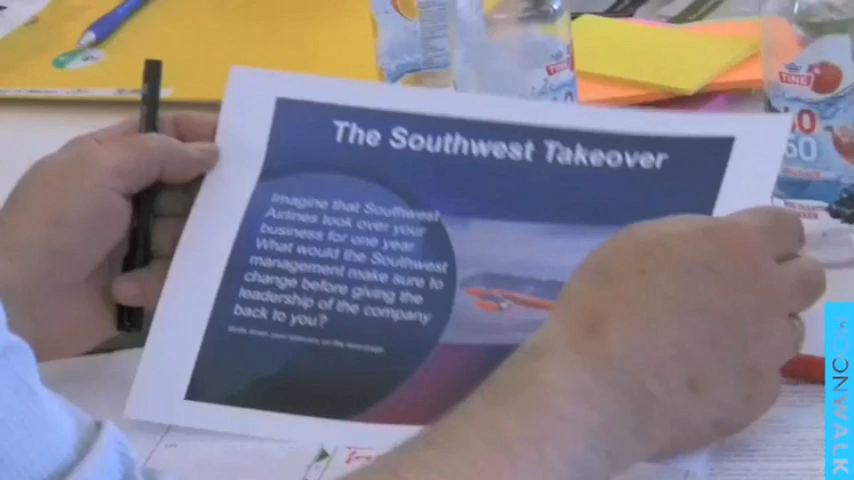 The Southwest Takeover
Imagine that Southwest
Airlines took over your
business for one year.
What would the Southwest
management make sure to
change before giving the
leadership of the company
back to you?
TINE
TINE
MOONWALK